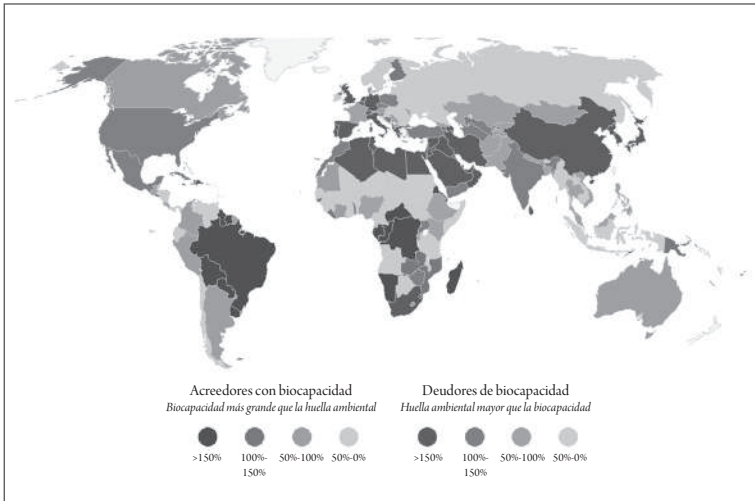 Acreedores con biocapacidad
Biocapacidad más grande que la huella ambiental
>150%
100%-
150%
50%-100%
50%-0%
Deudores de biocapacidad
Huella ambiental mayor que la biocapacidad
>150%
100%-
150%
50%-100%
50%-0%